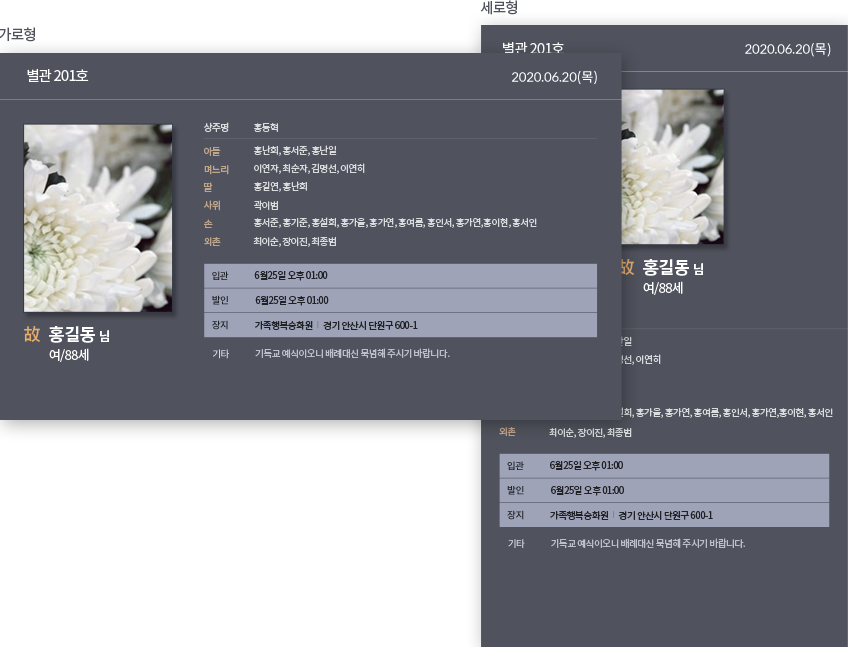 세로형
가로형
별관 201호 2020.06.20(목)
상주명 홍동혁
아들 홍난희, 홍서준, 홍난일
며느리 이연자, 최순자, 김명선, 이연희
딸 홍길연, 홍난희
사위 곽이범
손 홍서준, 홍기준, 홍설희, 홍가을, 홍가연, 홍여름, 홍인서, 홍가연,홍이현, 홍서인
외촌 최이순, 장이진, 최종범
입관 6월25일 오후 01:00
발인 6월25일 오후 01:00
장지 가족행복승화원 | 경기 안산시 단원구 600-1
기타 기독교 예식이오니 배례대신 묵념해 주시기 바랍니다.
故 홍길동 님
여/88세
별관 201호 2020.06.20(목)
故 홍길동 님
여/88세
일
선, 이연희
희, 홍가을, 홍가연, 홍여름, 홍인서, 홍가연,홍이현, 홍서인
외촌 최이순, 장이진, 최종범
입관 6월25일 오후 01:00
발인 6월25일 오후 01:00
장지 가족행복승화원 | 경기 안산시 단원구 600-1
기타 기독교 예식이오니 배례대신 묵념해 주시기 바랍니다.